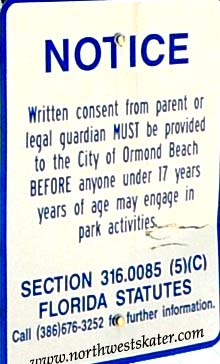 NOTICE
Written consent from parent or
legal guardian MUST be provided
to the City of Ormond Beach
BEFORE anyone under 17 years
years of age may engage in
park activities.
SECTION 316.0085 (5)(C)
FLORIDA STATUTES
Call (386)676-3252 for further information.
www.northwestskater.com